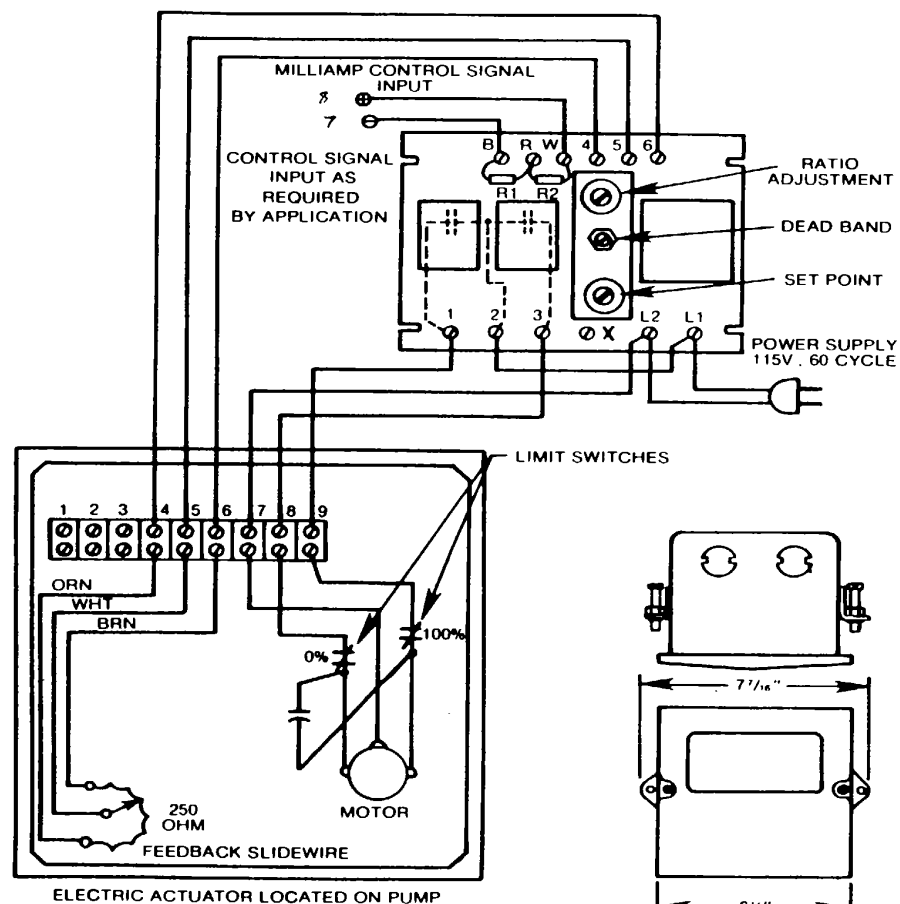 MILLIAMP CONTROL SIGNAL
INPUT
8
7
CONTROL SIGNAL
INPUT AS
REQUIRED
BY APPLICATION
B R W 4 5 6
R1 R2
RATIO
ADJUSTMENT
DEAD BAND
SET POINT
1 2 3 X L2 L1
POWER SUPPLY
115V , 60 CYCLE
LIMIT SWITCHES
1 2 3 4 5 6 7 8 9
ORN
WHT
BRN
0%
100%
250
OHM
MOTOR
FEEDBACK SLIDEWIRE
ELECTRIC ACTUATOR LOCATED ON PUMP
7 7/16"